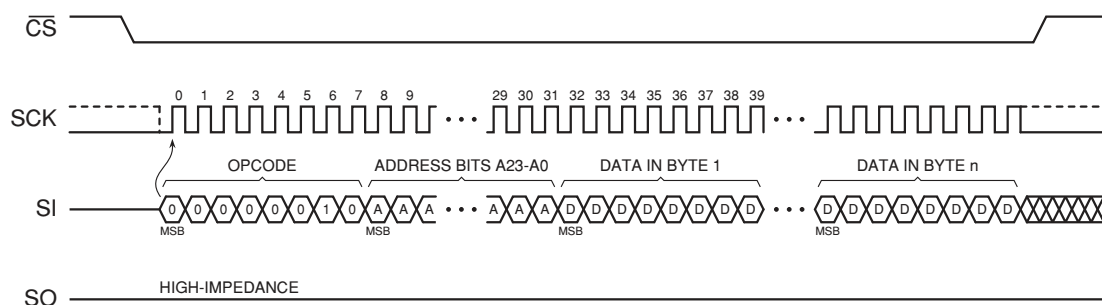 CS
SCK
0 1 2 3 4 5 6 7 8 9 29 30 31 32 33 34 35 36 37 38 39
OPCODE ADDRESS BITS A23-A0 DATA IN BYTE 1 DATA IN BYTE n
SI
0 0 0 0 0 0 1 0 A A A A A A D D D D D D D D D D D D D D D D
MSB MSB MSB MSB
HIGH-IMPEDANCE
SO